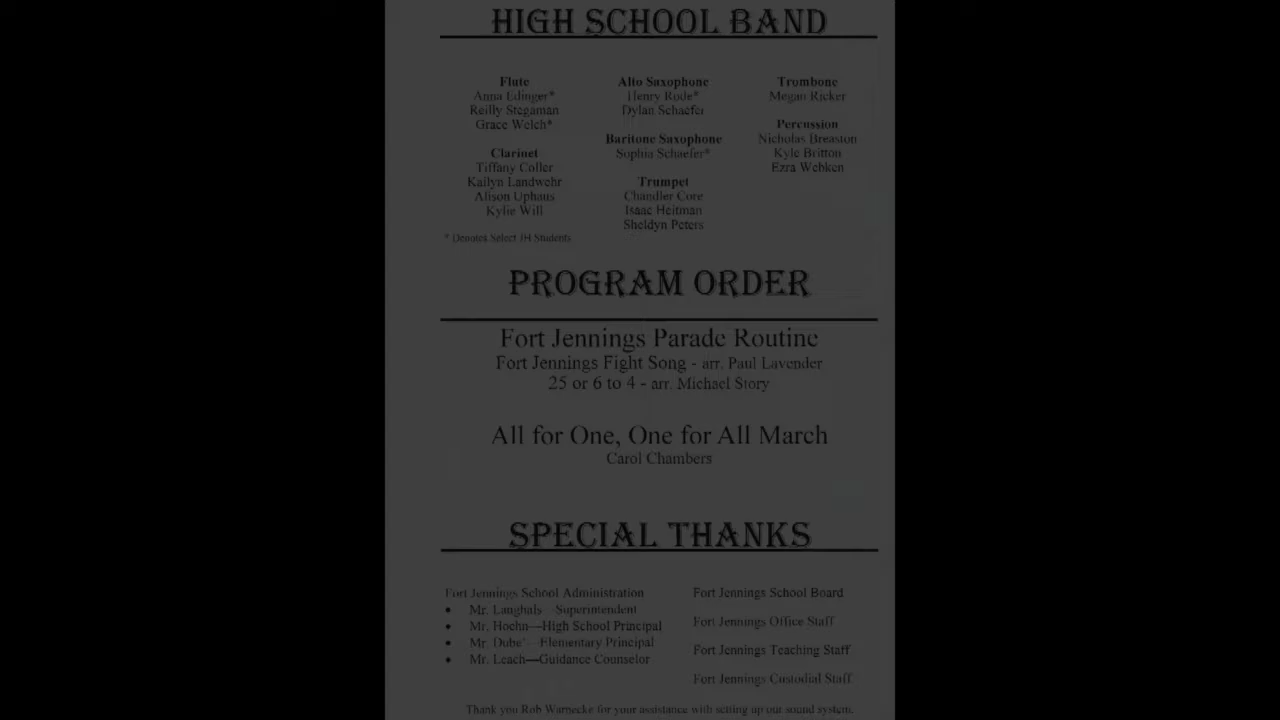 HIGH SCHOOL BAND
Flute
Anna Edinger*
Reilly Stegaman
Grace Welch*
Clarinet
Tiffany Coller
Kailyn Landwehr
Alison Uphaus
Kylie Will
* Denotes Select JH Students
Alto Saxophone
Henry Rode*
Dylan Schaefer
Baritone Saxophone
Sophia Schaefer*
Trumpet
Chandler Core
Isaac Heitman
Sheldyn Peters
Trombone
Megan Ricker
Percussion
Nicholas Breaston
Kyle Britton
Ezra Webken
PROGRAM ORDER
Fort Jennings Parade Routine
Fort Jennings Fight Song - arr. Paul Lavender
25 or 6 to 4 - arr. Michael Story
All for One, One for All March
Carol Chambers
SPECIAL THANKS
Fort Jennings School Administration
• Mr. Langhals—Superintendent
• Mr. Hoehn—High School Principal
• Mr. Dube'—Elementary Principal
• Mr. Leach—Guidance Counselor
Fort Jennings School Board
Fort Jennings Office Staff
Fort Jennings Teaching Staff
Fort Jennings Custodial Staff
Thank you Rob Warnecke for your assistance with setting up our sound system.